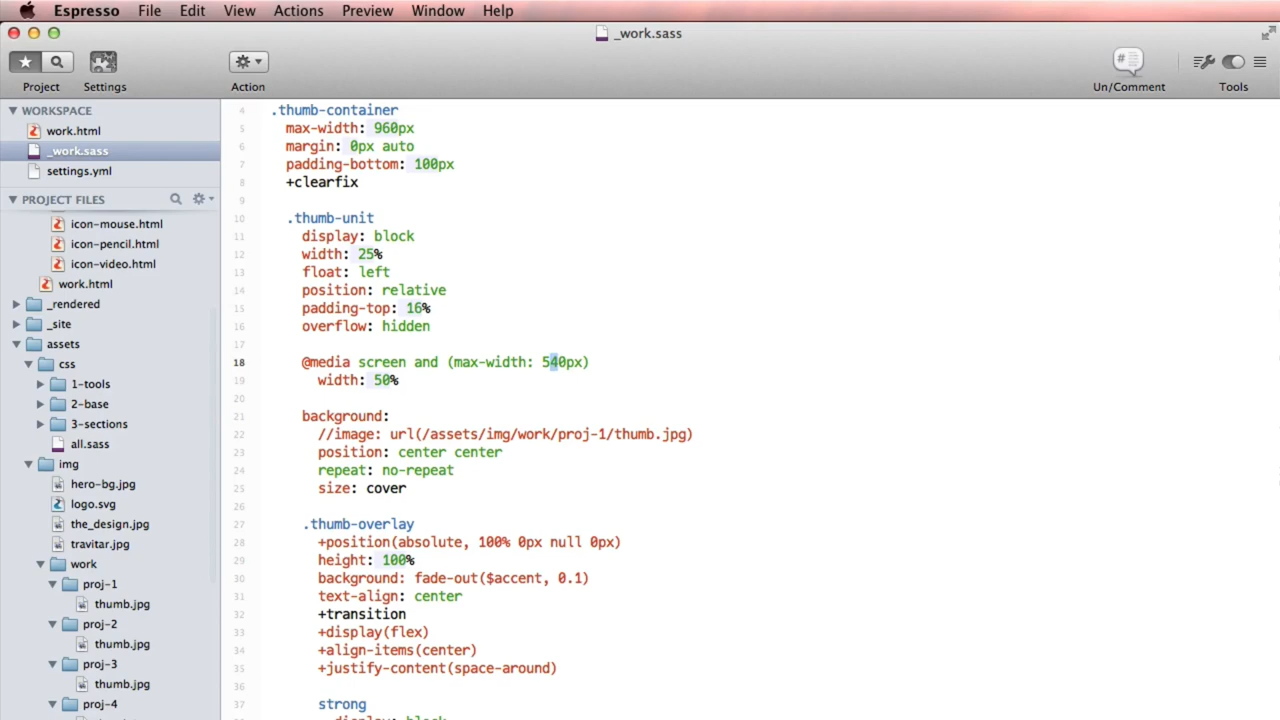 Espresso File Edit View Actions Preview Window Help
_work.sass
Project Settings Action Un/Comment Tools
WORKSPACE
work.html
_work.sass
settings.yml
PROJECT FILES
icon-mouse.html
icon-pencil.html
icon-video.html
work.html
_rendered
_site
assets
css
1-tools
2-base
3-sections
all.sass
img
hero-bg.jpg
logo.svg
the_design.jpg
travitar.jpg
work
proj-1
thumb.jpg
proj-2
thumb.jpg
proj-3
thumb.jpg
proj-4
4 .thumb-container
5 max-width: 960px
6 margin: 0px auto
7 padding-bottom: 100px
8 +clearfix
9
10 .thumb-unit
11 display: block
12 width: 25%
13 float: left
14 position: relative
15 padding-top: 16%
16 overflow: hidden
17
18 @media screen and (max-width: 540px)
19 width: 50%
20
21 background:
22 //image: url(/assets/img/work/proj-1/thumb.jpg)
23 position: center center
24 repeat: no-repeat
25 size: cover
26
27 .thumb-overlay
28 +position(absolute, 100% 0px null 0px)
29 height: 100%
30 background: fade-out($accent, 0.1)
31 text-align: center
32 +transition
33 +display(flex)
34 +align-items(center)
35 +justify-content(space-around)
36
37 strong
display: block